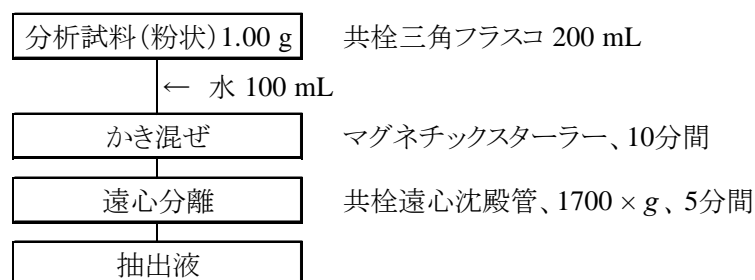 分析試料(粉状)1.00 g 共栓三角フラスコ 200 mL
← 水 100 mL
かき混ぜ マグネチックスターラー、10分間
遠心分離 共栓遠心沈殿管、1700 × g 、5分間
抽出液